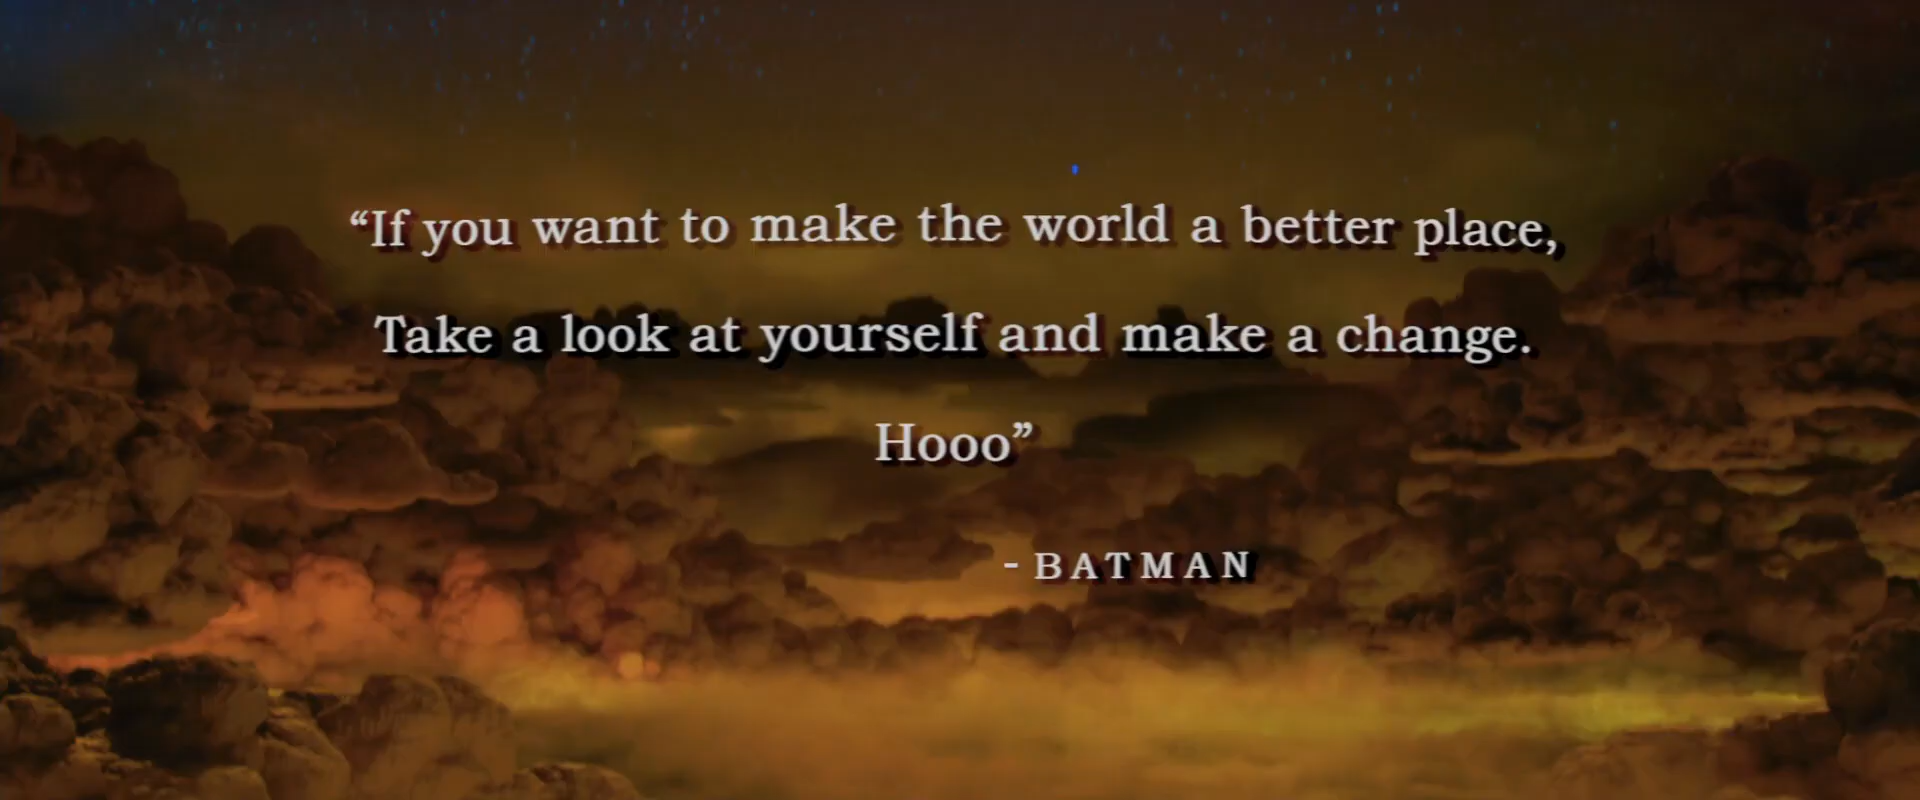 “If you want to make the world a better place,
Take a look at yourself and make a change.
Hooo”
- BATMAN